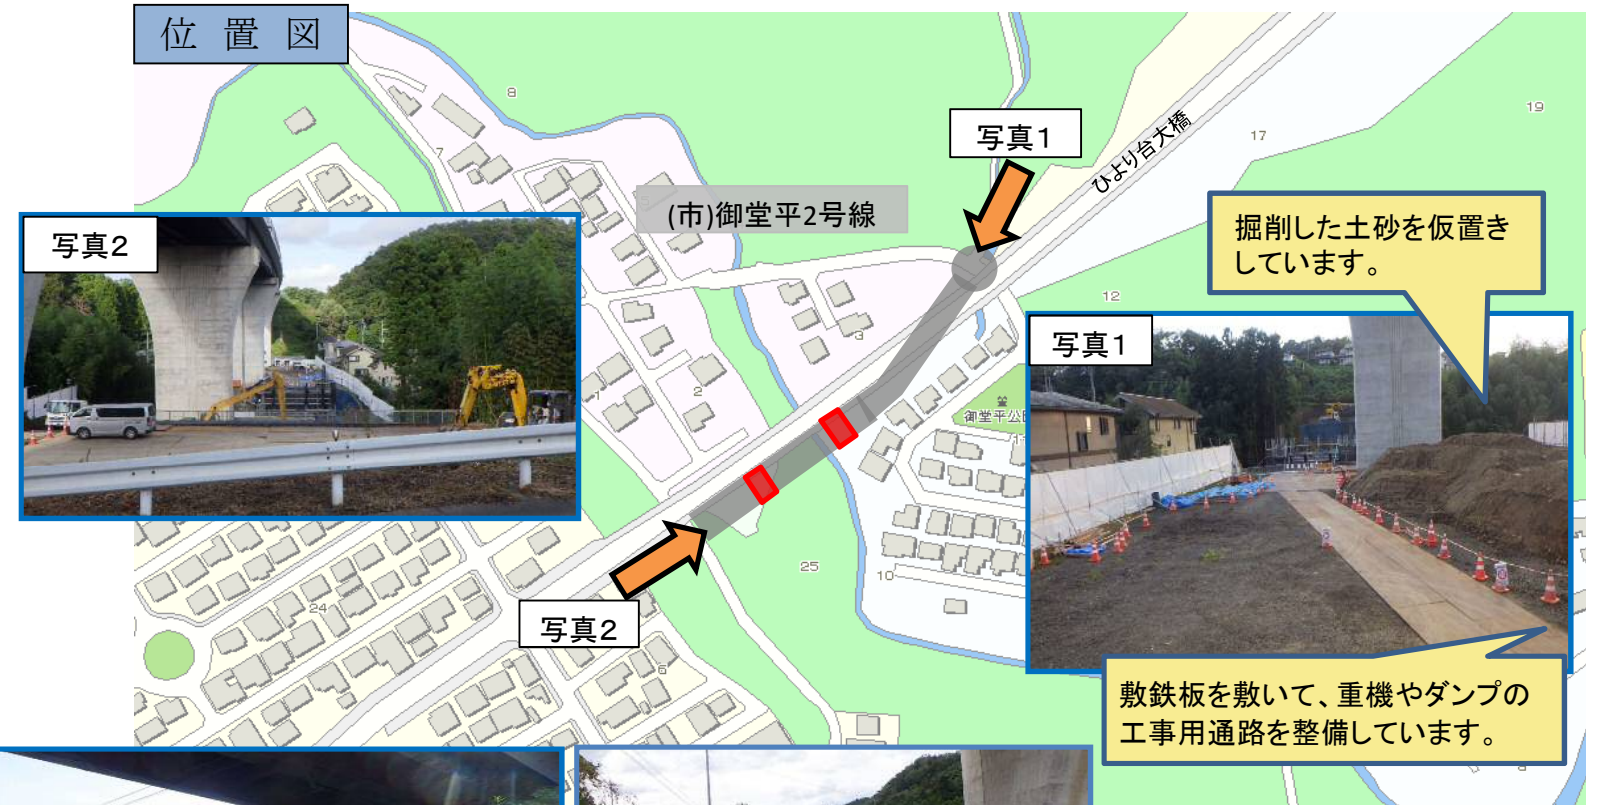 位置図
8
19
写真1
17
ひより台大橋
7
(市)御堂平2号線
5
掘削した土砂を仮置き
しています。
写真2
12
写真1
3
2
1
御堂平公
11
25
10
24
写真2
6
敷鉄板を敷いて、重機やダンプの
工事用通路を整備しています。